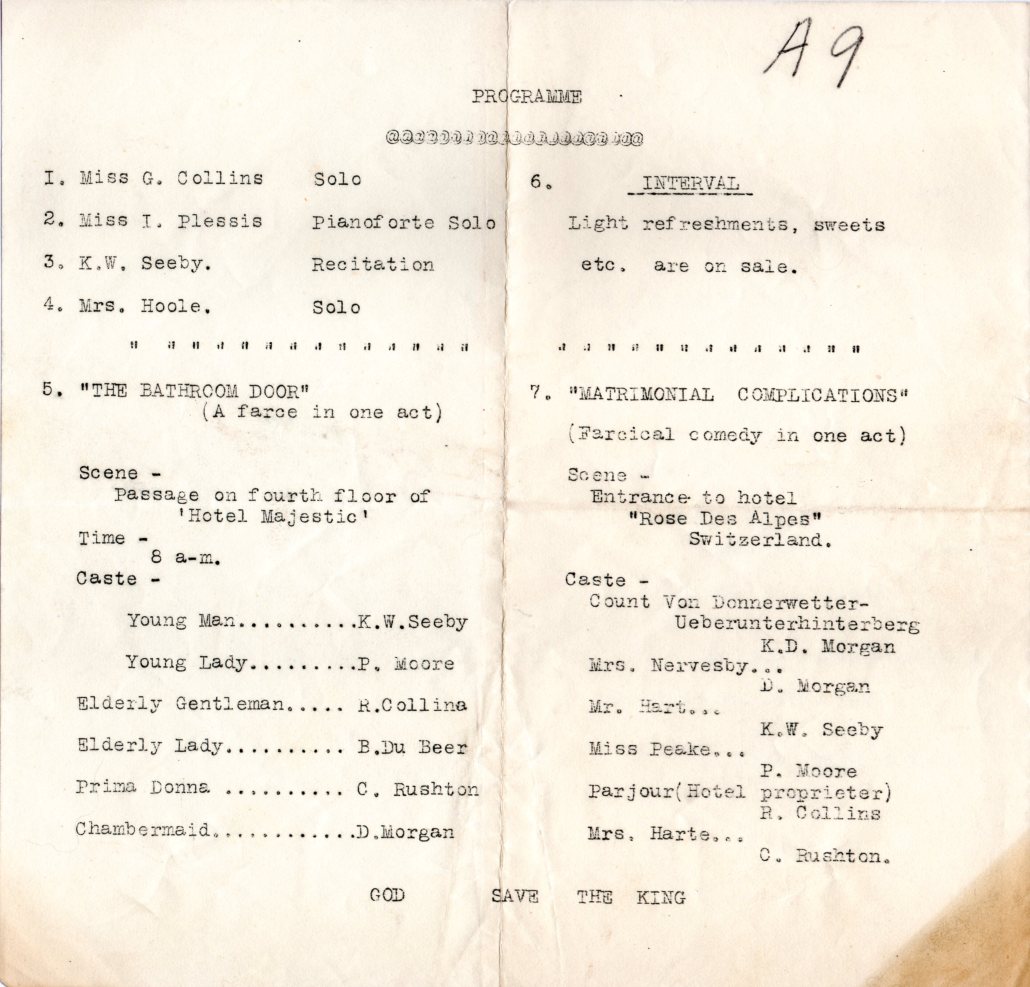 A9
PROGRAMME
I. Miss G. Collins Solo
2. Miss I. Plessis Pianoforte Solo
3. K.W. Seeby. Recitation
4. Mrs. Hoole. Solo
" " " " " " " " " " " " " "
5. "THE BATHROOM DOOR"
(A farce in one act)
Scene -
Passage on fourth floor of
'Hotel Majestic'
Time -
8 a-m.
Caste -
Young Man..........K.W.Seeby
Young Lady.........P. Moore
Elderly Gentleman..... R.Collina
Elderly Lady.......... B.Du Beer
Prima Donna .......... C. Rushton
Chambermaid............D.Morgan
6. INTERVAL
Light refreshments, sweets
etc. are on sale.
" " " " " " " " " " " " "
7. "MATRIMONIAL COMPLICATIONS"
(Farcical comedy in one act)
Scene -
Entrance to hotel
"Rose Des Alpes"
Switzerland.
Caste -
Count Von Donnerwetter-
Ueberunterhinterberg
K.D. Morgan
Mrs. Nervesby...
D. Morgan
Mr. Hart...
K.W. Seeby
Miss Peake...
P. Moore
Parjour(Hotel proprieter)
R. Collins
Mrs. Harte...
C. Rushton.
GOD SAVE THE KING